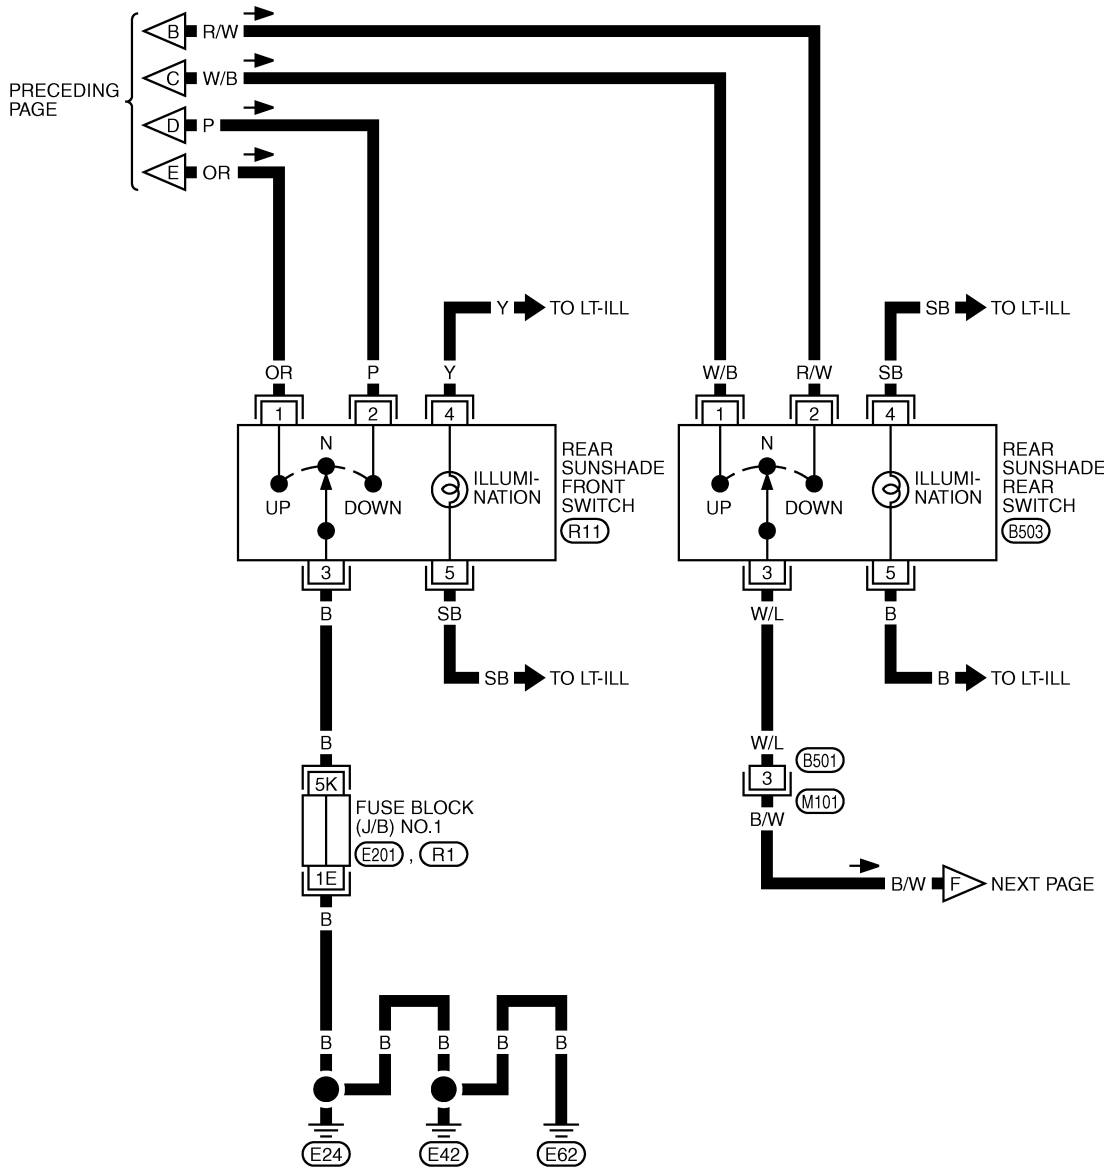 B R/W
C W/B
PRECEDING
PAGE
D P
E OR
Y TO LT-ILL
SB TO LT-ILL
OR P Y
W/B R/W SB
1 2 4
1 2 4
N
UP DOWN
ILLUMI-
NATION
REAR
SUNSHADE
FRONT
SWITCH
R11
N
UP DOWN
ILLUMI-
NATION
REAR
SUNSHADE
REAR
SWITCH
B503
3 5
3 5
B SB
W/L B
SB TO LT-ILL
B TO LT-ILL
B
W/L
5K
3
B501
M101
FUSE BLOCK
(J/B) NO.1
E201 , R1
B/W
1E
B/W F NEXT PAGE
B
B B B B B
E24 E42 E62